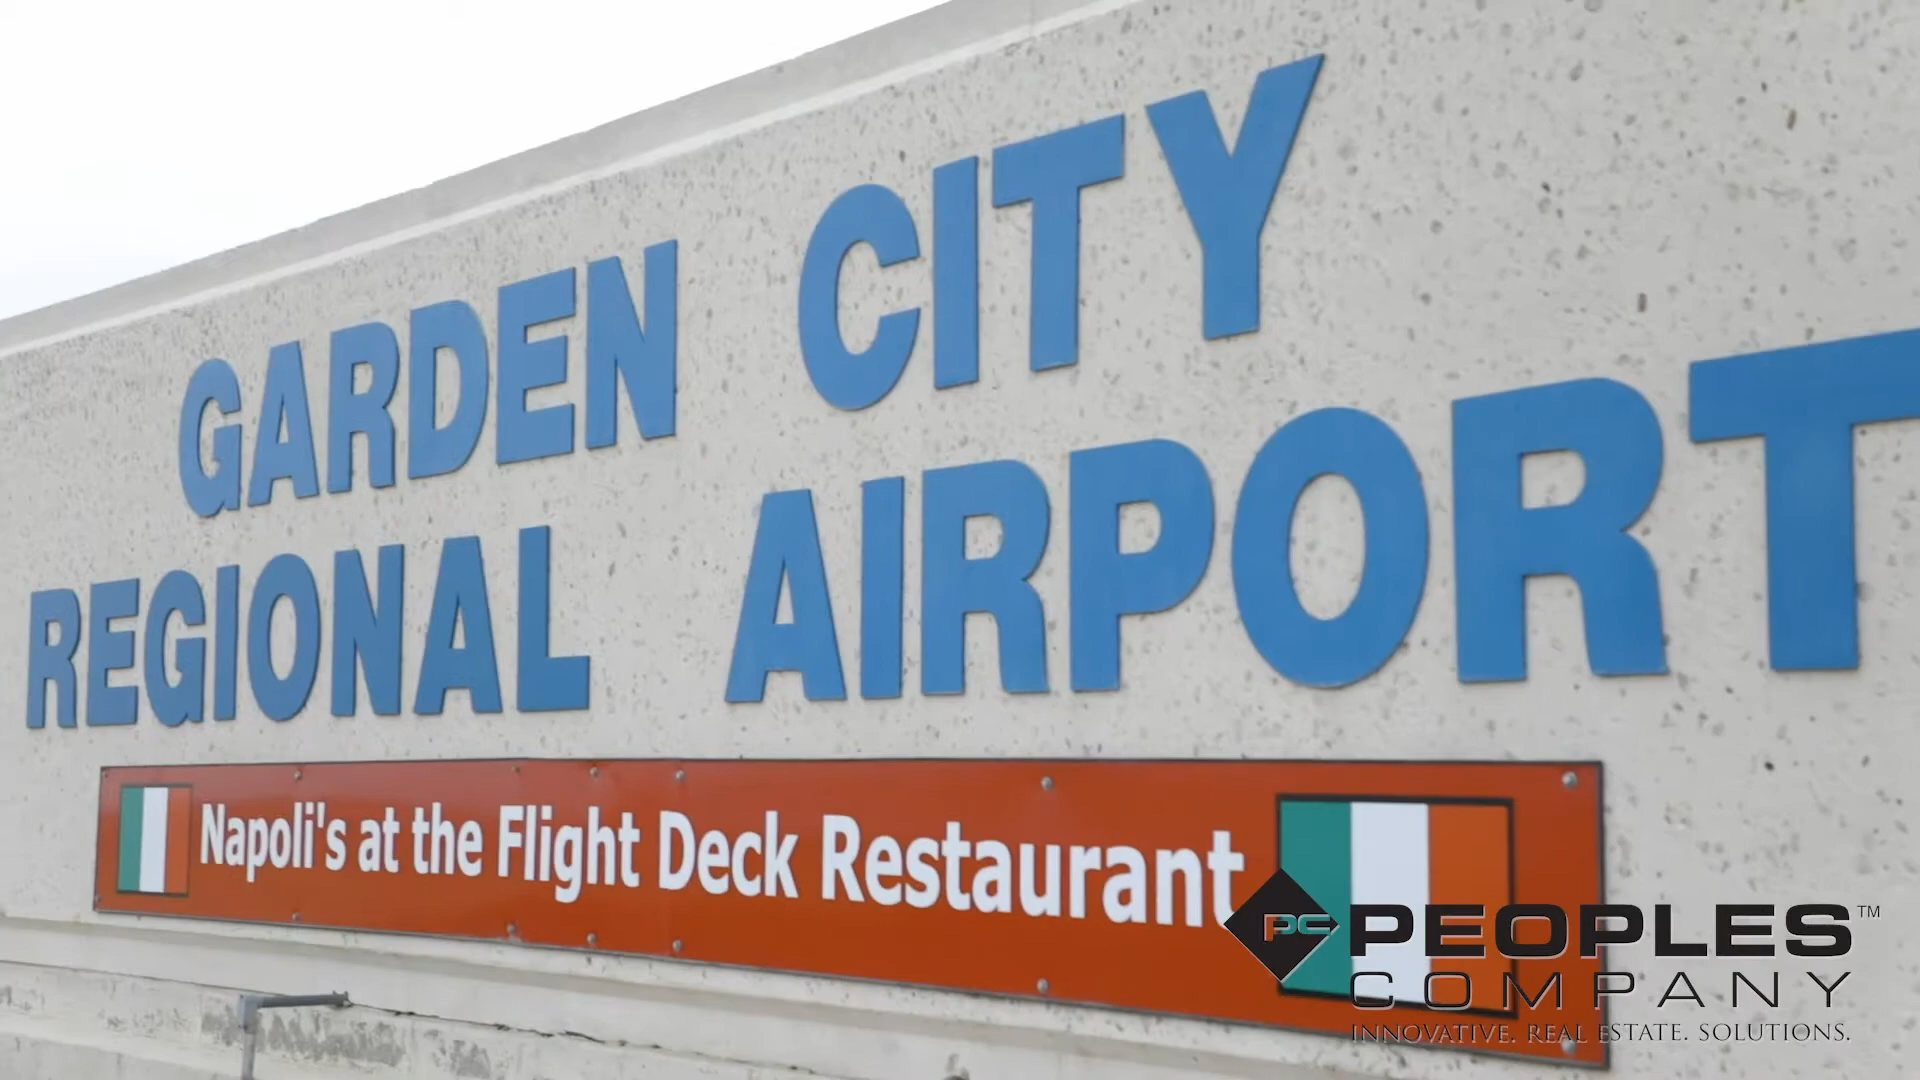 GARDEN CITY
REGIONAL AIRPORT
Napoli's at the Flight Deck Restaurant
PC PEOPLES™
COMPANY
INNOVATIVE. REAL ESTATE. SOLUTIONS.